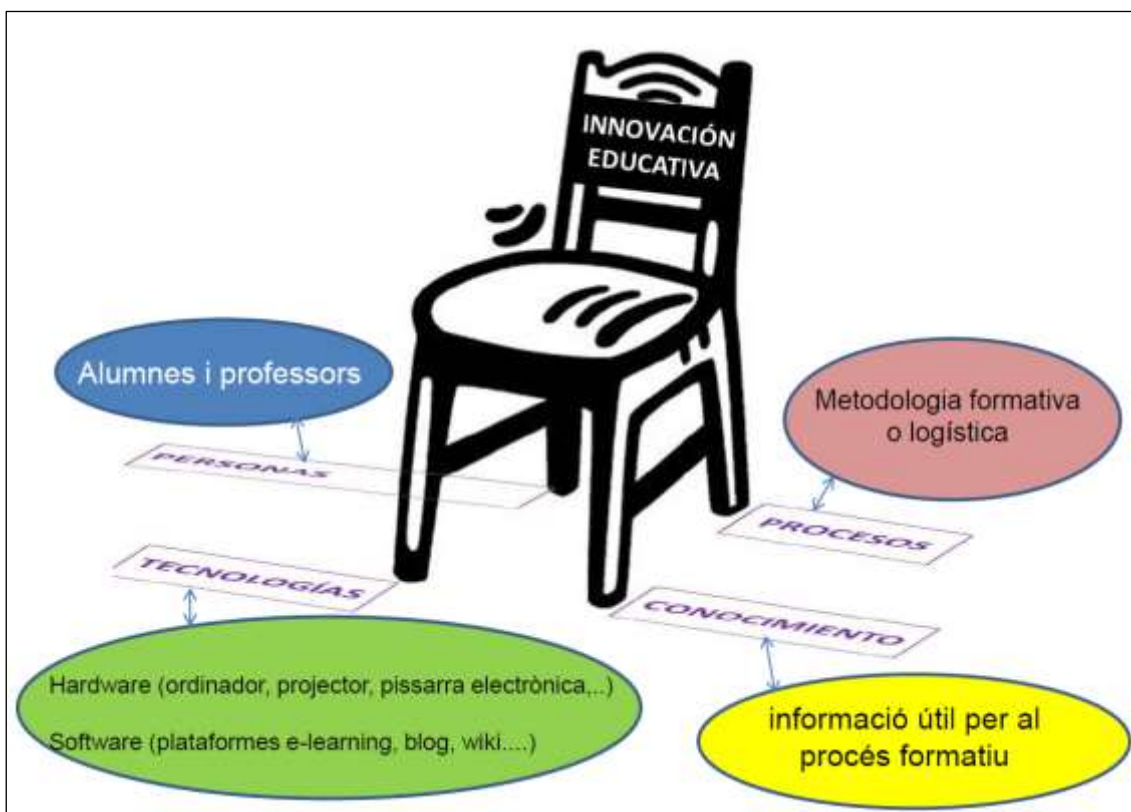 INNOVACIÓN
EDUCATIVA
Alumnes i professors
PERSONAS
Metodologia formativa
o logística
PROCESOS
TECNOLOGÍAS
CONOCIMIENTO
Hardware (ordinador, projector, pissarra electrònica,..)
Software (plataformes e-learning, blog, wiki....)
informació útil per al
procés formatiu